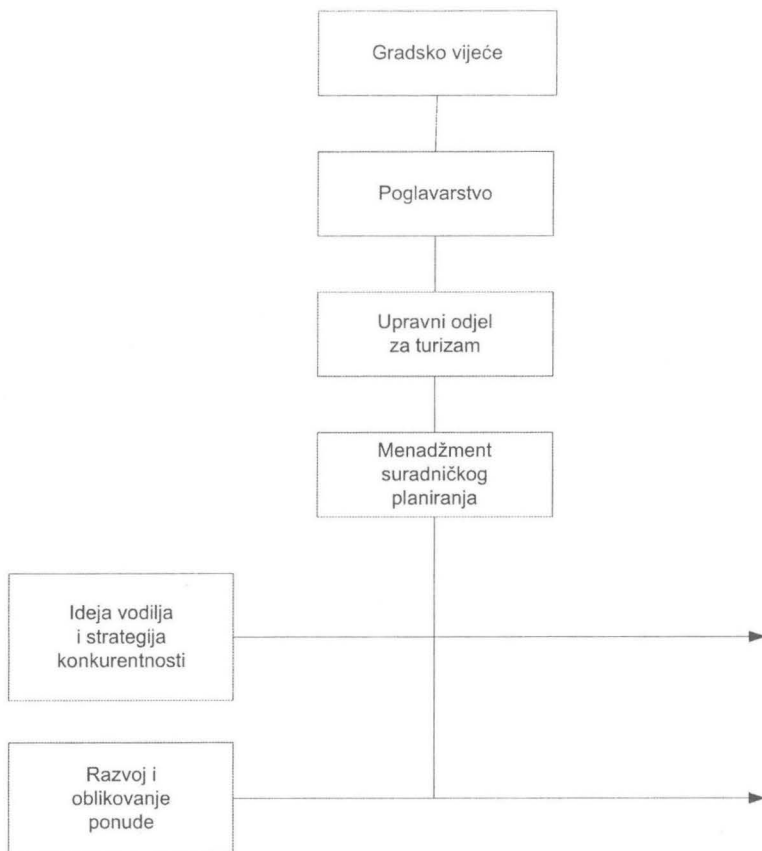 Gradsko vijeće
Poglavarstvo
Upravni odjel
za turizam
Menadžment
suradničkog
planiranja
Ideja vodilja
i strategija
konkurentnosti
Razvoj i
oblikovanje
ponude